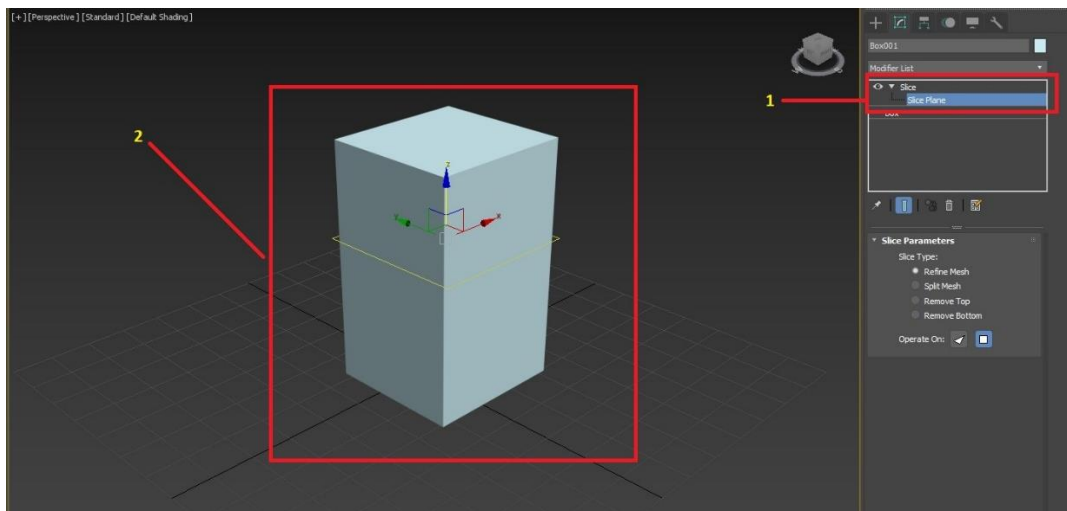 [+] [Perspective] [Standard] [Default Shading]
Box001
Modifier List
1
Slice
Slice Plane
Box
2
z
y
x
Slice Parameters
Slice Type:
Refine Mesh
Split Mesh
Remove Top
Remove Bottom
Operate On: